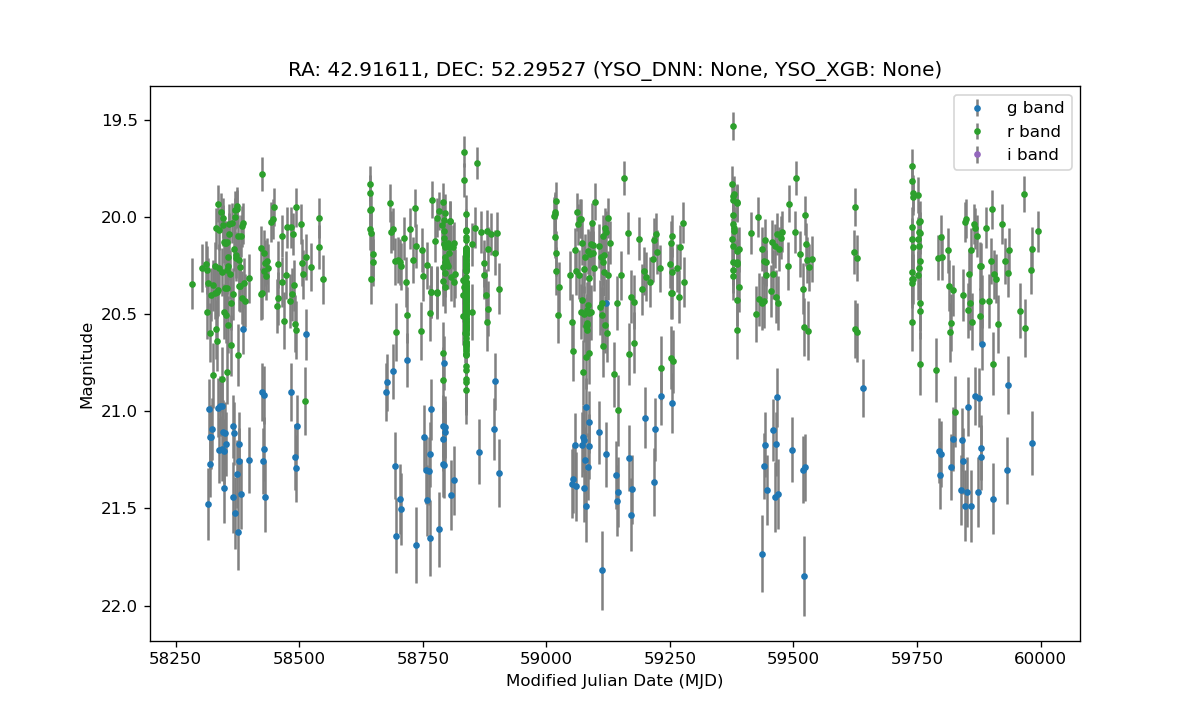 RA: 42.91611, DEC: 52.29527 (YSO_DNN: None, YSO_XGB: None)
g band
r band
i band
19.5
20.0
20.5
21.0
21.5
22.0
Magnitude
58250 58500 58750 59000 59250 59500 59750 60000
Modified Julian Date (MJD)